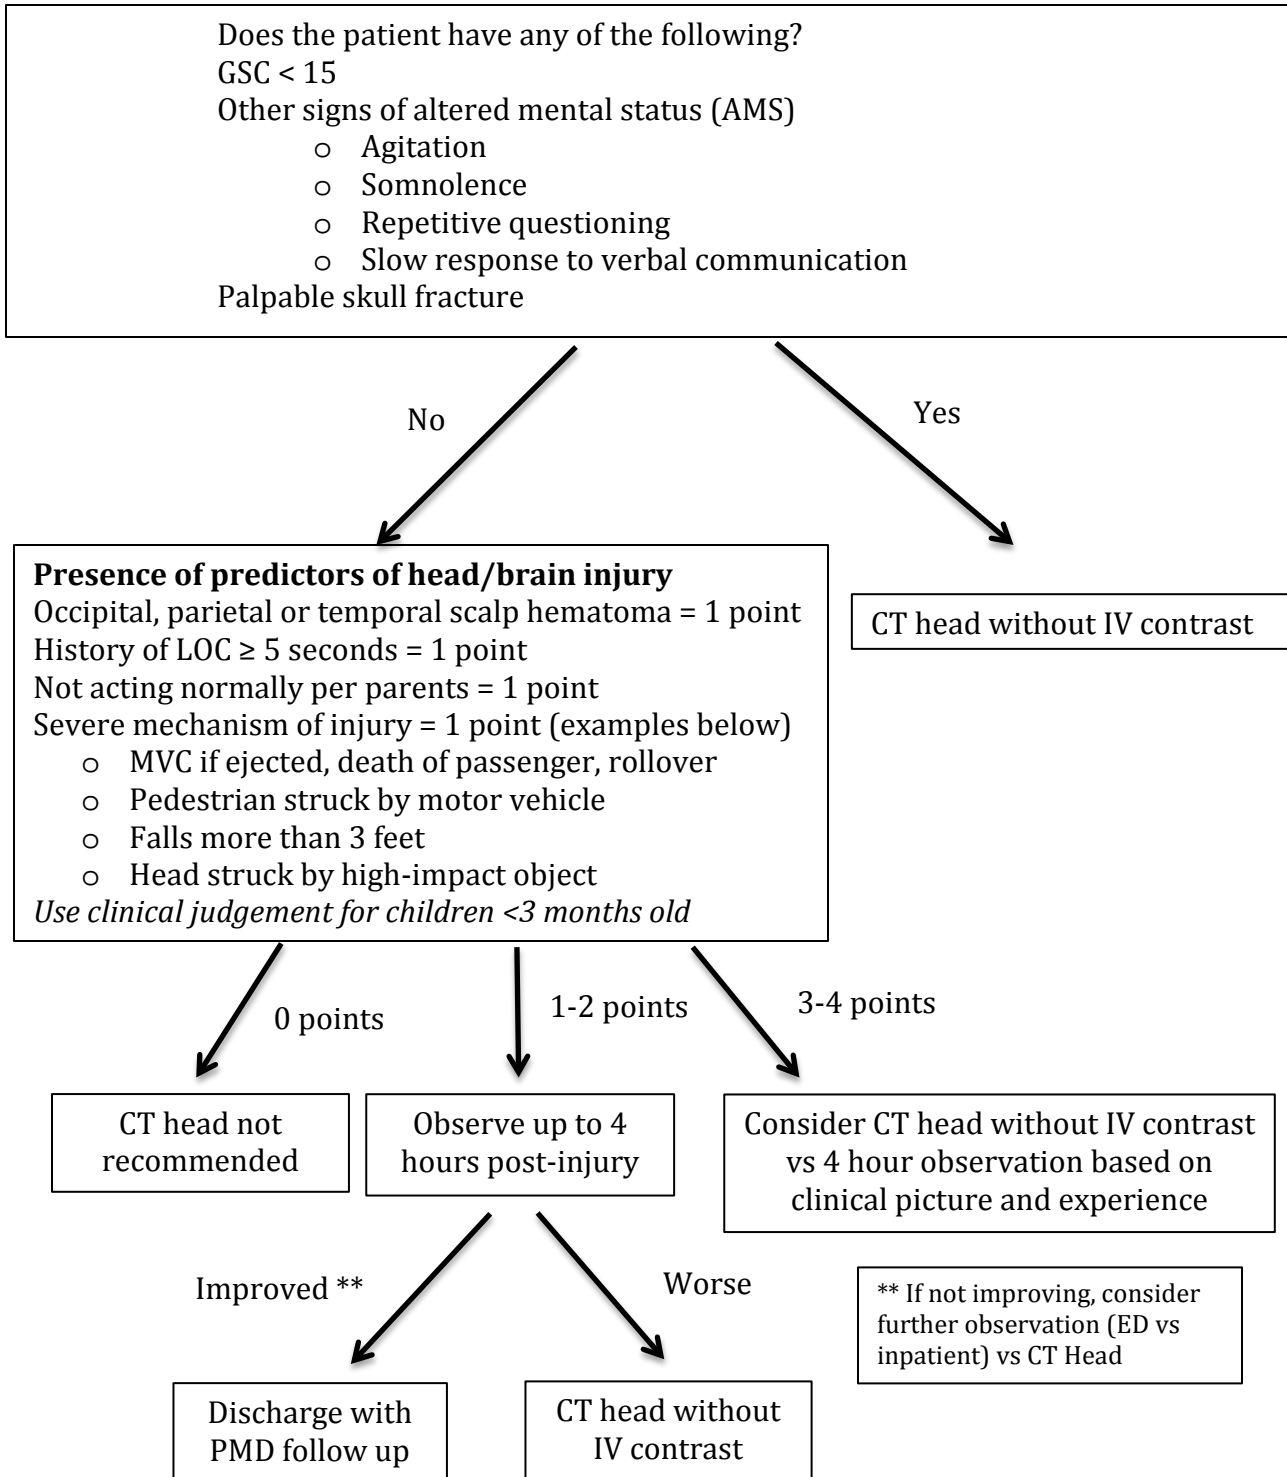 Does the patient have any of the following?
GSC < 15
Other signs of altered mental status (AMS)
o Agitation
o Somnolence
o Repetitive questioning
o Slow response to verbal communication
Palpable skull fracture
No
Yes
Presence of predictors of head/brain injury
Occipital, parietal or temporal scalp hematoma = 1 point
History of LOC ≥ 5 seconds = 1 point
Not acting normally per parents = 1 point
Severe mechanism of injury = 1 point (examples below)
o MVC if ejected, death of passenger, rollover
o Pedestrian struck by motor vehicle
o Falls more than 3 feet
o Head struck by high-impact object
Use clinical judgement for children <3 months old
CT head without IV contrast
0 points
1-2 points
3-4 points
CT head not
recommended
Observe up to 4
hours post-injury
Consider CT head without IV contrast
vs 4 hour observation based on
clinical picture and experience
Improved **
Worse
** If not improving, consider
further observation (ED vs
inpatient) vs CT Head
Discharge with
PMD follow up
CT head without
IV contrast